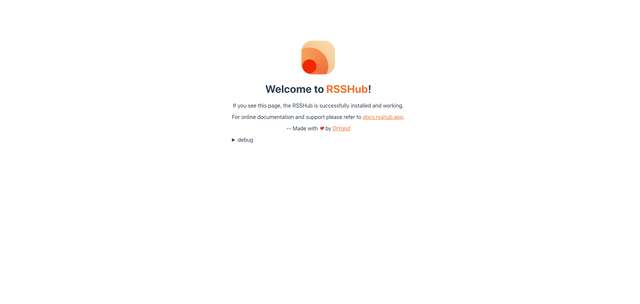 Welcome to RSSHub!
If you see this page, the RSSHub is successfully installed and working.
For online documentation and support please refer to docs.rsshub.app.
-- Made with ❤️ by DIYgod
▶ debug